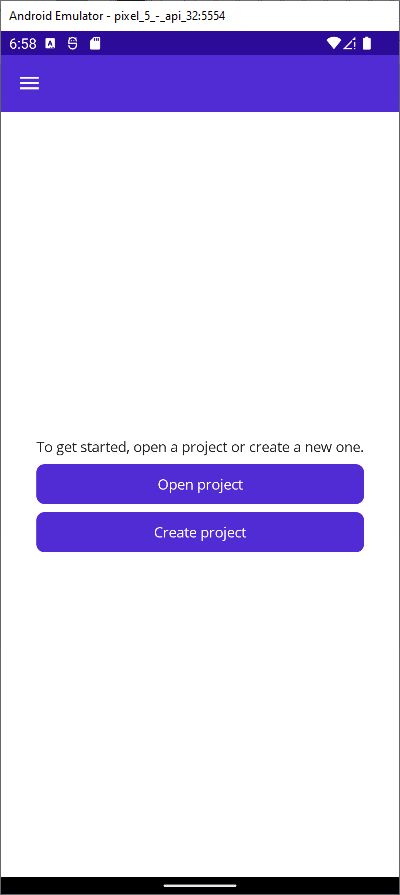 Android Emulator - pixel_5_-_api_32:5554
6:58
To get started, open a project or create a new one.
Open project
Create project